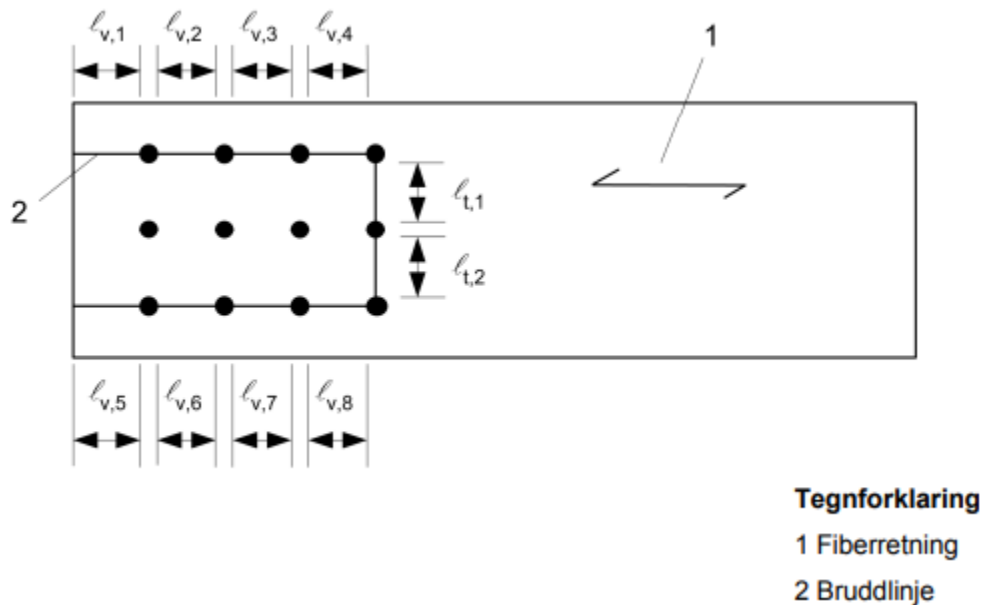 ℓv,1 ℓv,2 ℓv,3 ℓv,4
1
ℓt,1
2
ℓt,2
ℓv,5 ℓv,6 ℓv,7 ℓv,8
Tegnforklaring
1 Fiberretning
2 Bruddlinje